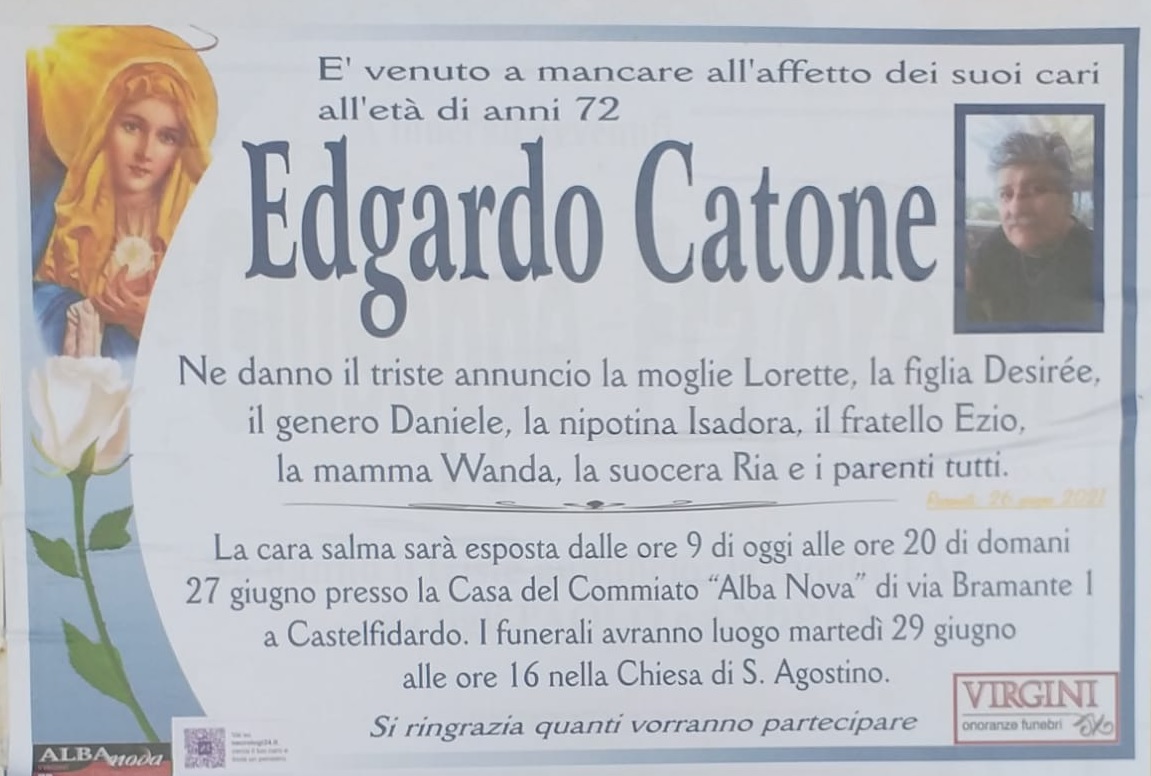 E' venuto a mancare all'affetto dei suoi cari
all'età di anni 72
Edgardo Catone
Ne danno il triste annuncio la moglie Lorette, la figlia Desirée,
il genero Daniele, la nipotina Isadora, il fratello Ezio,
la mamma Wanda, la suocera Ria e i parenti tutti.
26 giugno 2021
La cara salma sarà esposta dalle ore 9 di oggi alle ore 20 di domani
27 giugno presso la Casa del Commiato “Alba Nova” di via Bramante 1
a Castelfidardo. I funerali avranno luogo martedì 29 giugno
alle ore 16 nella Chiesa di S. Agostino.
Si ringrazia quanti vorranno partecipare
VIRGINI
onoranze funebri
ALBA